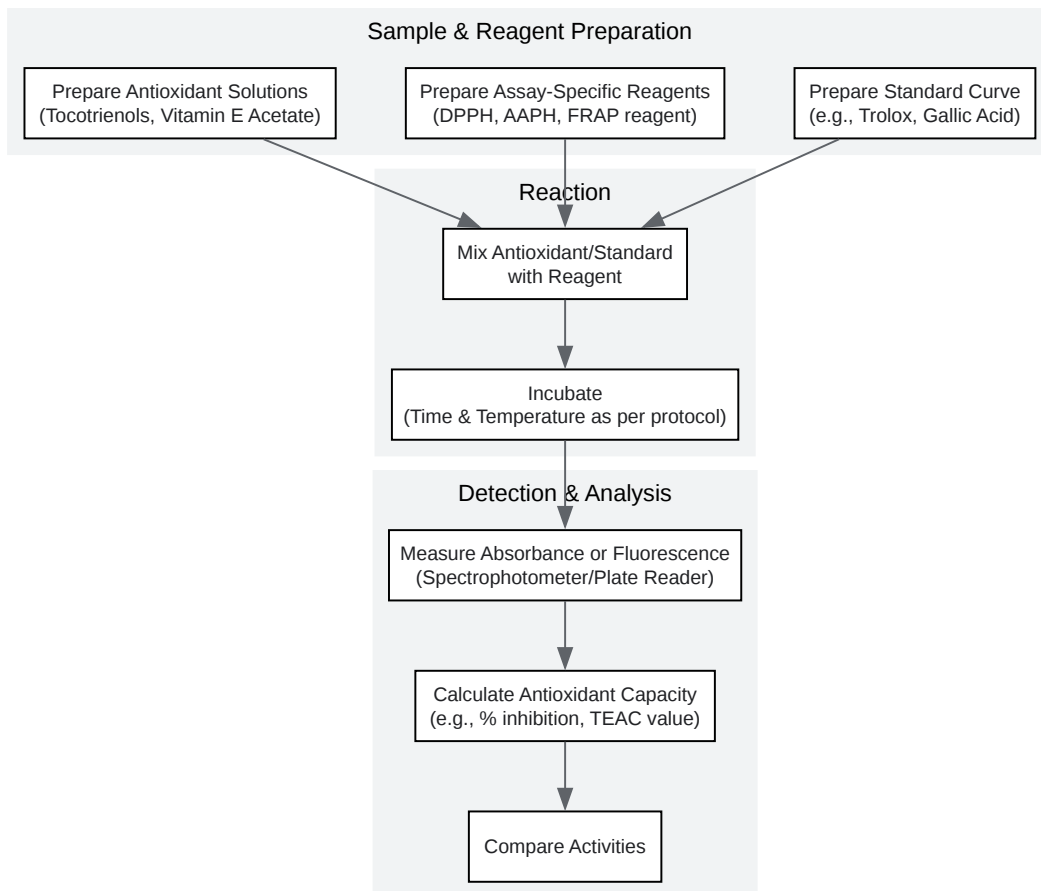 Sample & Reagent Preparation
Prepare Antioxidant Solutions
(Tocotrienols, Vitamin E Acetate)
Prepare Assay-Specific Reagents
(DPPH, AAPH, FRAP reagent)
Prepare Standard Curve
(e.g., Trolox, Gallic Acid)
Reaction
Mix Antioxidant/Standard
with Reagent
Incubate
(Time & Temperature as per protocol)
Detection & Analysis
Measure Absorbance or Fluorescence
(Spectrophotometer/Plate Reader)
Calculate Antioxidant Capacity
(e.g., % inhibition, TEAC value)
Compare Activities